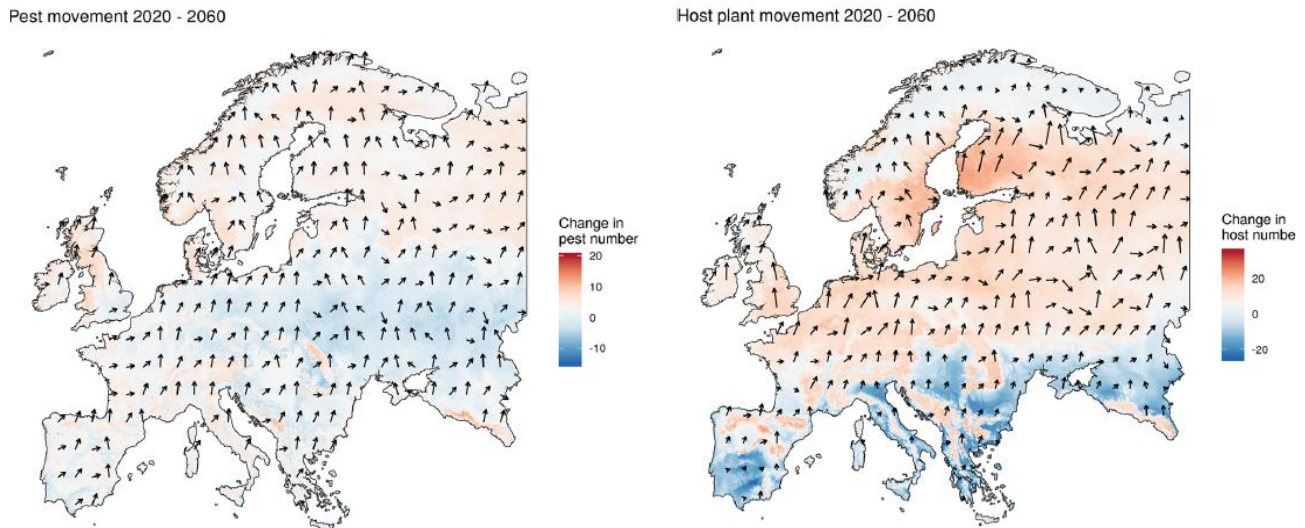 Pest movement 2020 - 2060
Host plant movement 2020 - 2060
Change in
pest number
20
10
0
-10
Change in
host numbe
20
0
-20